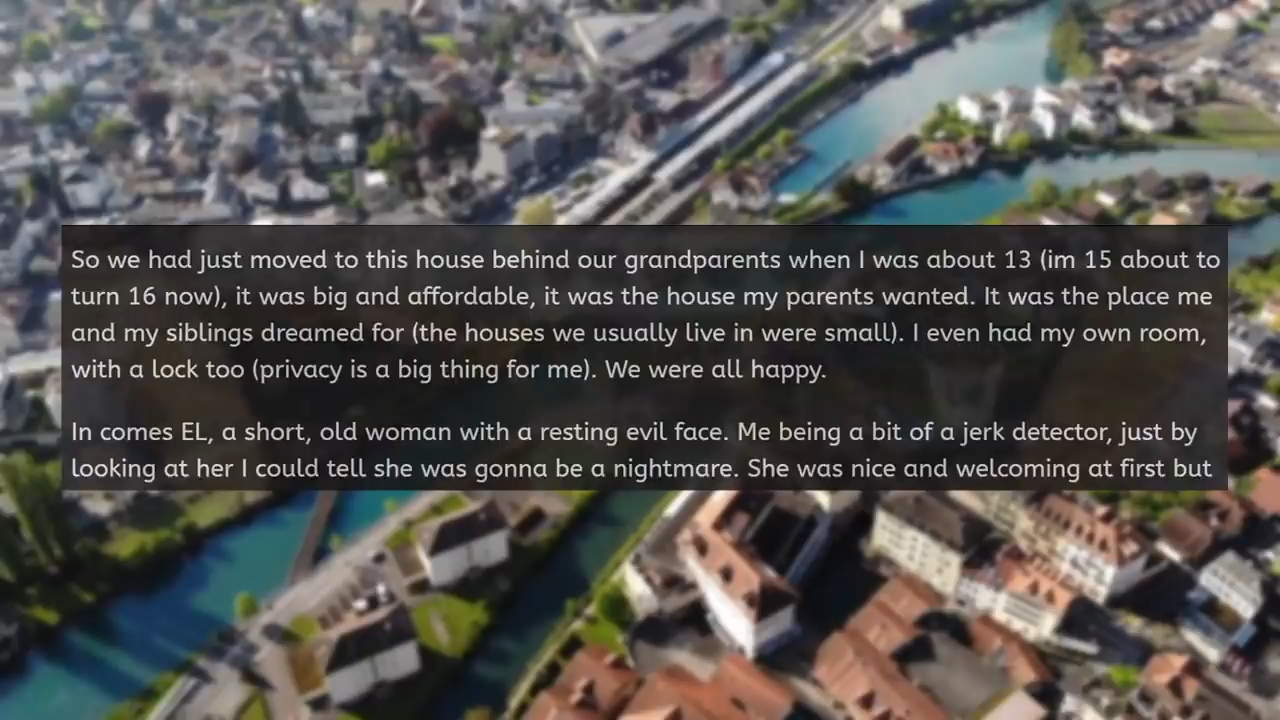 So we had just moved to this house behind our grandparents when I was about 13 (im 15 about to
turn 16 now), it was big and affordable, it was the house my parents wanted. It was the place me
and my siblings dreamed for (the houses we usually live in were small). I even had my own room,
with a lock too (privacy is a big thing for me). We were all happy.
In comes EL, a short, old woman with a resting evil face. Me being a bit of a jerk detector, just by
looking at her I could tell she was gonna be a nightmare. She was nice and welcoming at first but